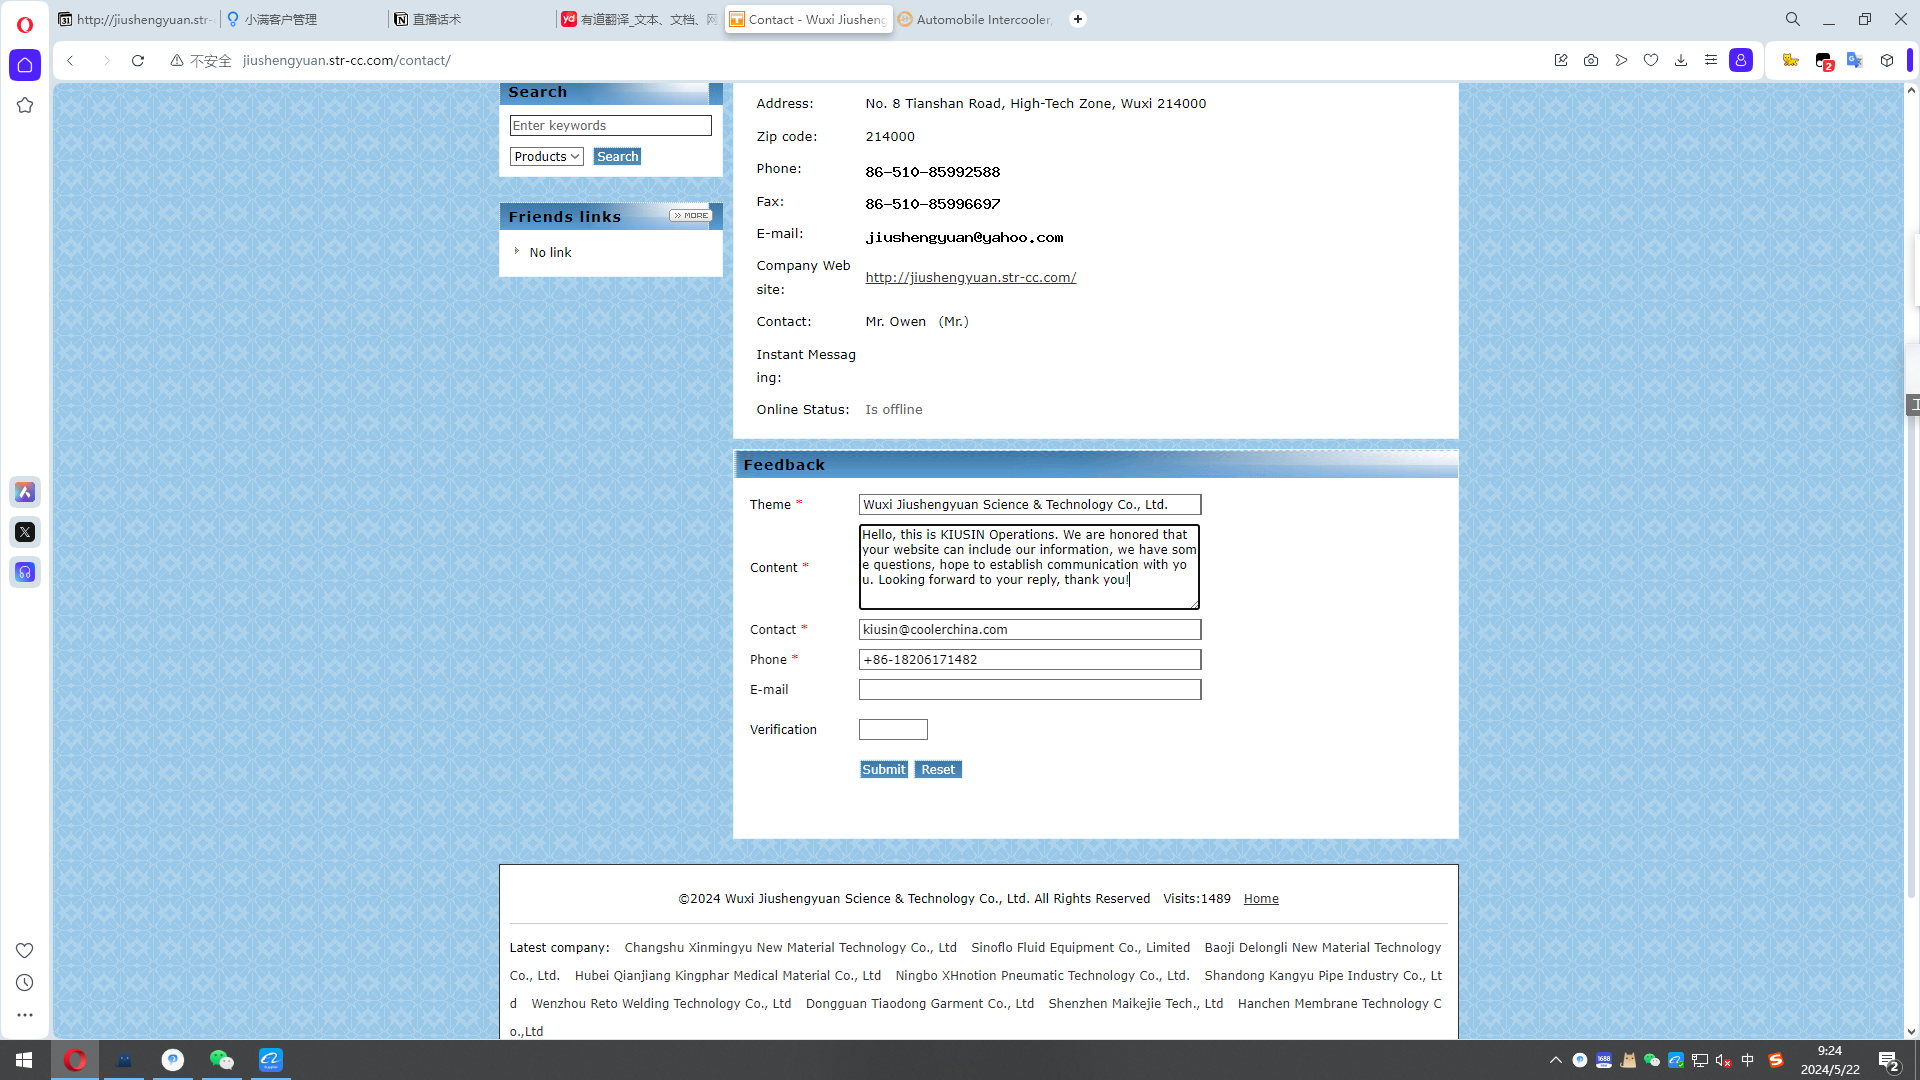 http://jiushengyuan.str-
小满客户管理
直播话术
有道翻译_文本、文档、网
Contact - Wuxi Jiusheng
Automobile Intercooler,
不安全 jiushengyuan.str-cc.com/contact/
Search
Enter keywords
Products Search
Friends links
» MORE
No link
Address: No. 8 Tianshan Road, High-Tech Zone, Wuxi 214000
Zip code: 214000
Phone: 86-510-85992588
Fax: 86-510-85996697
E-mail: jiushengyuan@yahoo.com
Company Web
site:
http://jiushengyuan.str-cc.com/
Contact: Mr. Owen (Mr.)
Instant Messag
ing:
Online Status: Is offline
Feedback
Theme * Wuxi Jiushengyuan Science & Technology Co., Ltd.
Content *
Hello, this is KIUSIN Operations. We are honored that
your website can include our information, we have som
e questions, hope to establish communication with yo
u. Looking forward to your reply, thank you!
Contact * kiusin@coolerchina.com
Phone * +86-18206171482
E-mail
Verification
Submit Reset
©2024 Wuxi Jiushengyuan Science & Technology Co., Ltd. All Rights Reserved Visits:1489 Home
Latest company: Changshu Xinmingyu New Material Technology Co., Ltd Sinoflo Fluid Equipment Co., Limited Baoji Delongli New Material Technology
Co., Ltd. Hubei Qianjiang Kingphar Medical Material Co., Ltd Ningbo XHnotion Pneumatic Technology Co., Ltd. Shandong Kangyu Pipe Industry Co., Lt
d Wenzhou Reto Welding Technology Co., Ltd Dongguan Tiaodong Garment Co., Ltd Shenzhen Maikejie Tech., Ltd Hanchen Membrane Technology C
o.,Ltd
中
9:24
2024/5/22
2